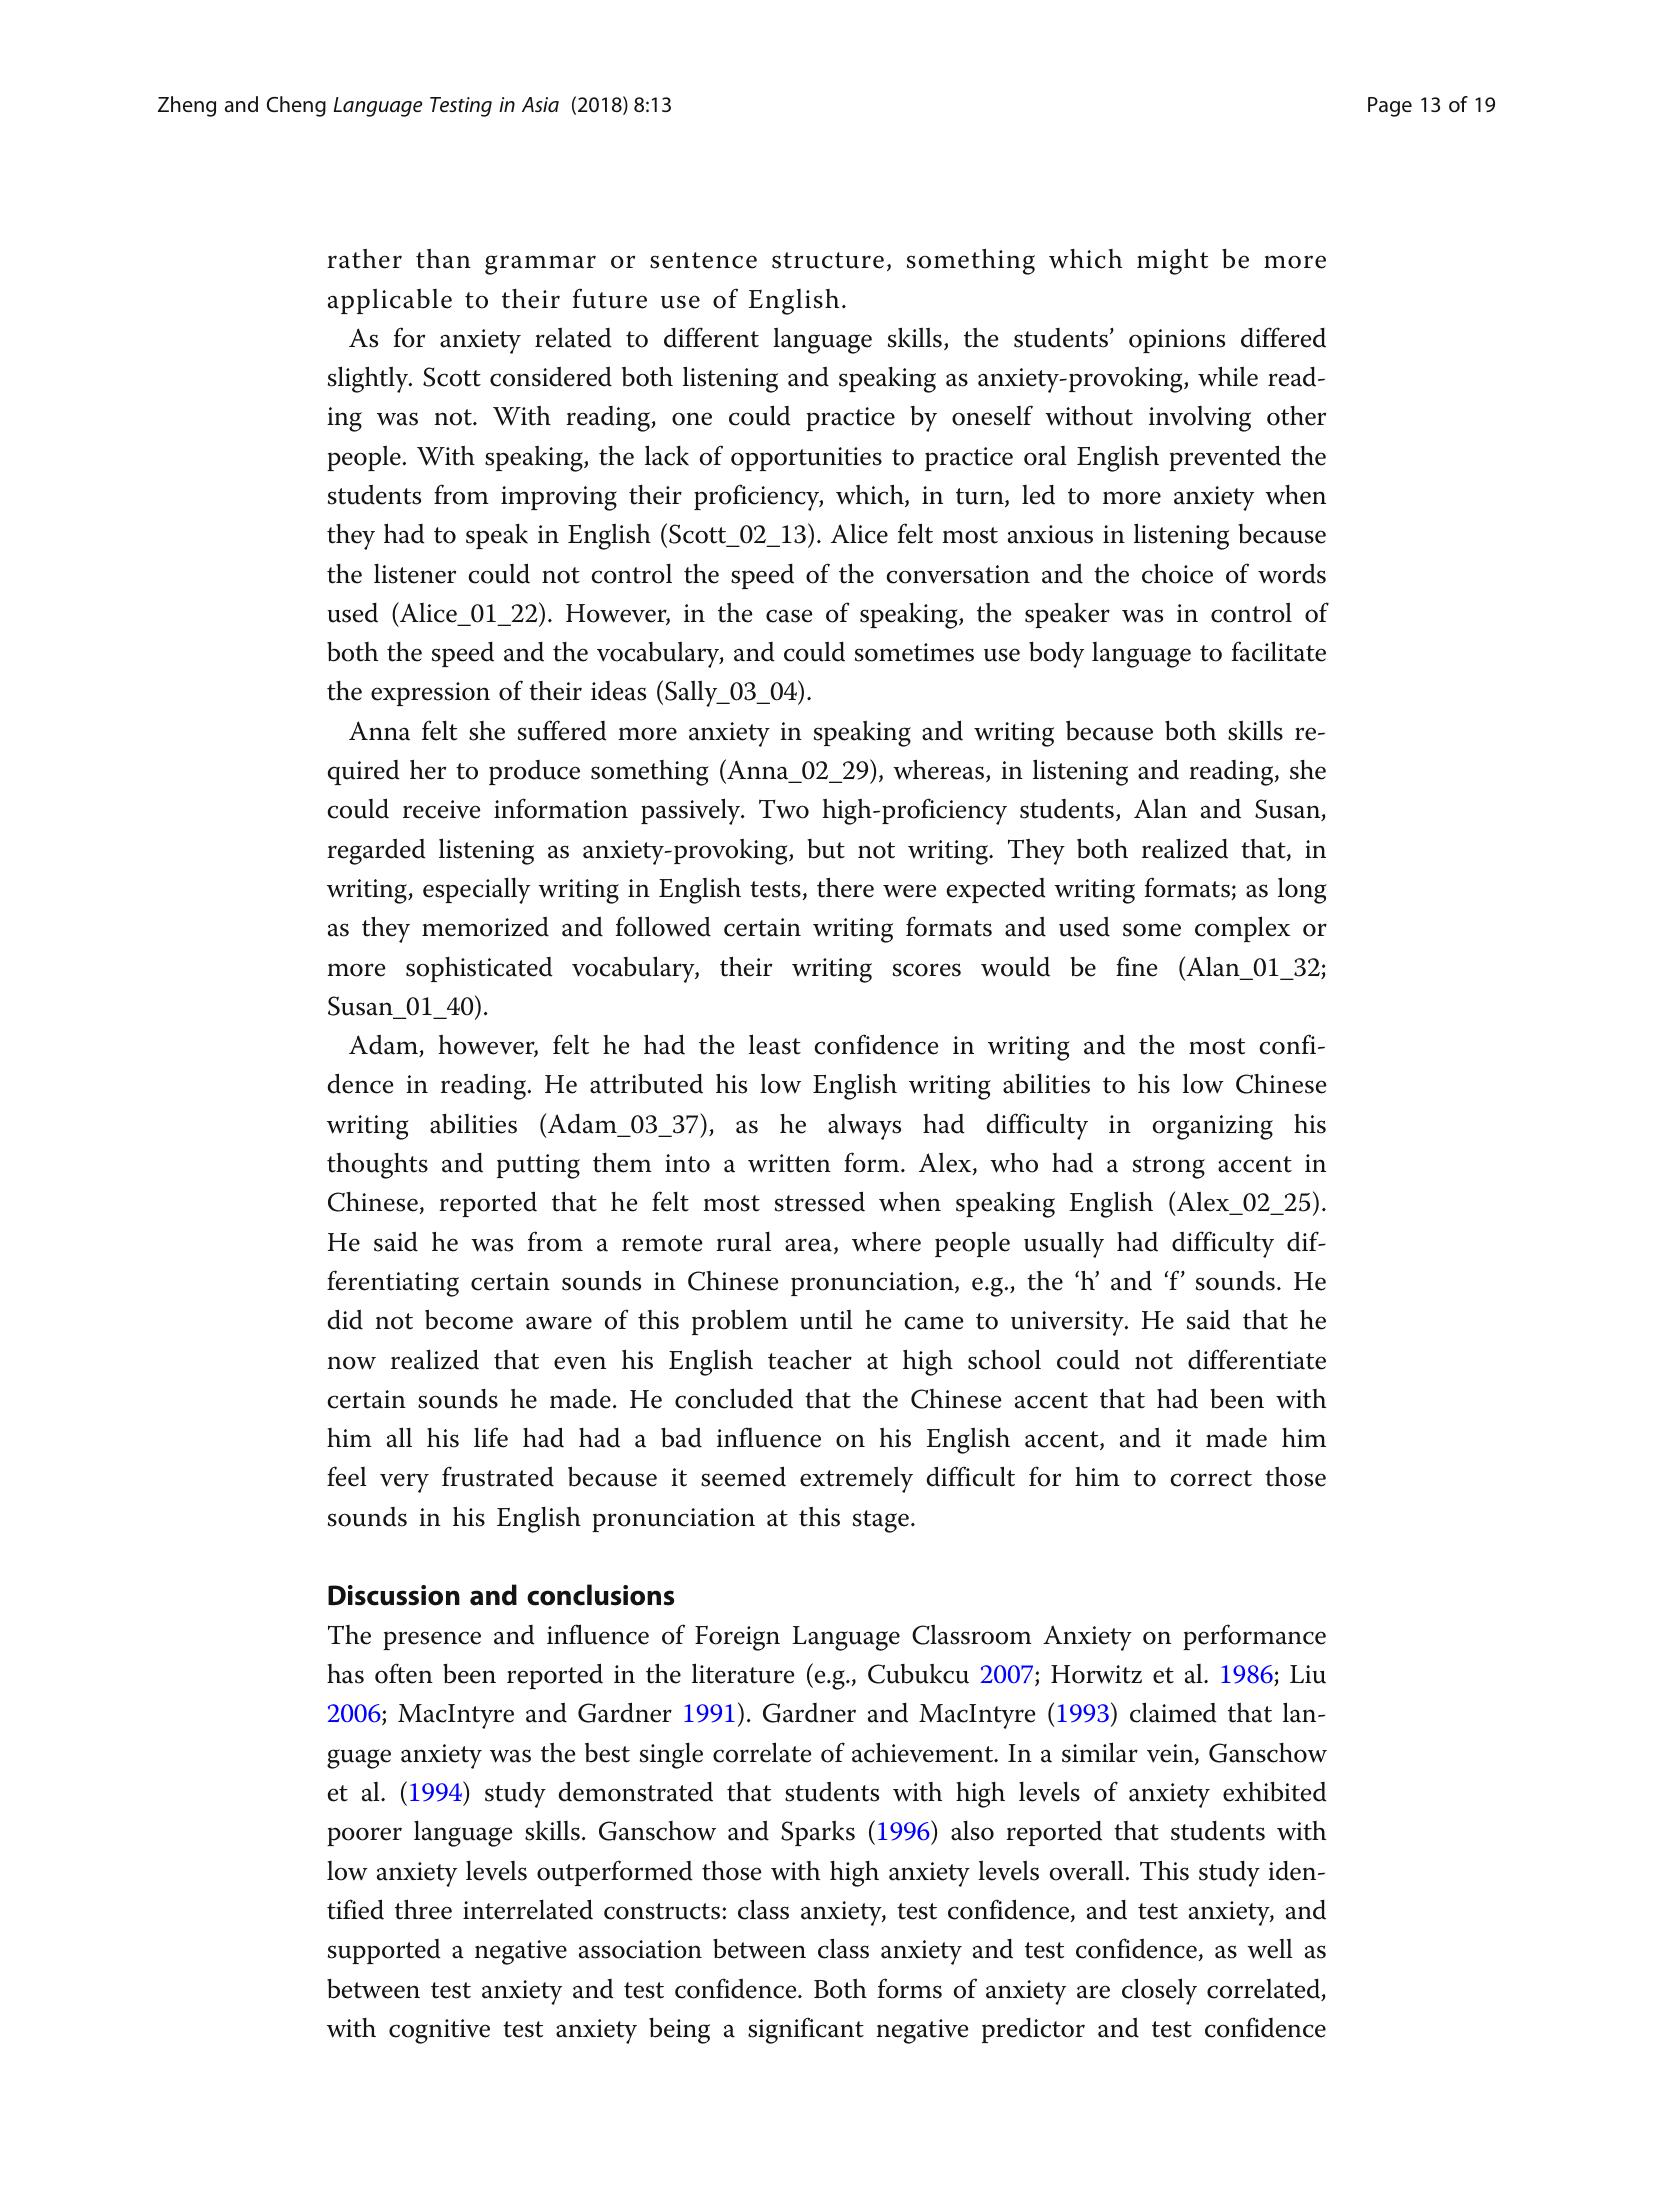 Zheng and Cheng Language Testing in Asia (2018) 8:13
Page 13 of 19
rather than grammar or sentence structure, something which might be more
applicable to their future use of English.
As for anxiety related to different language skills, the students’ opinions differed
slightly. Scott considered both listening and speaking as anxiety-provoking, while read-
ing was not. With reading, one could practice by oneself without involving other
people. With speaking, the lack of opportunities to practice oral English prevented the
students from improving their proficiency, which, in turn, led to more anxiety when
they had to speak in English (Scott_02_13). Alice felt most anxious in listening because
the listener could not control the speed of the conversation and the choice of words
used (Alice_01_22). However, in the case of speaking, the speaker was in control of
both the speed and the vocabulary, and could sometimes use body language to facilitate
the expression of their ideas (Sally_03_04).
Anna felt she suffered more anxiety in speaking and writing because both skills re-
quired her to produce something (Anna_02_29), whereas, in listening and reading, she
could receive information passively. Two high-proficiency students, Alan and Susan,
regarded listening as anxiety-provoking, but not writing. They both realized that, in
writing, especially writing in English tests, there were expected writing formats; as long
as they memorized and followed certain writing formats and used some complex or
more sophisticated vocabulary, their writing scores would be fine (Alan_01_32;
Susan_01_40).
Adam, however, felt he had the least confidence in writing and the most confi-
dence in reading. He attributed his low English writing abilities to his low Chinese
writing abilities (Adam_03_37), as he always had difficulty in organizing his
thoughts and putting them into a written form. Alex, who had a strong accent in
Chinese, reported that he felt most stressed when speaking English (Alex_02_25).
He said he was from a remote rural area, where people usually had difficulty dif-
ferentiating certain sounds in Chinese pronunciation, e.g., the ‘h’ and ‘f’ sounds. He
did not become aware of this problem until he came to university. He said that he
now realized that even his English teacher at high school could not differentiate
certain sounds he made. He concluded that the Chinese accent that had been with
him all his life had had a bad influence on his English accent, and it made him
feel very frustrated because it seemed extremely difficult for him to correct those
sounds in his English pronunciation at this stage.
Discussion and conclusions
The presence and influence of Foreign Language Classroom Anxiety on performance
has often been reported in the literature (e.g., Cubukcu 2007; Horwitz et al. 1986; Liu
2006; MacIntyre and Gardner 1991). Gardner and MacIntyre (1993) claimed that lan-
guage anxiety was the best single correlate of achievement. In a similar vein, Ganschow
et al. (1994) study demonstrated that students with high levels of anxiety exhibited
poorer language skills. Ganschow and Sparks (1996) also reported that students with
low anxiety levels outperformed those with high anxiety levels overall. This study iden-
tified three interrelated constructs: class anxiety, test confidence, and test anxiety, and
supported a negative association between class anxiety and test confidence, as well as
between test anxiety and test confidence. Both forms of anxiety are closely correlated,
with cognitive test anxiety being a significant negative predictor and test confidence